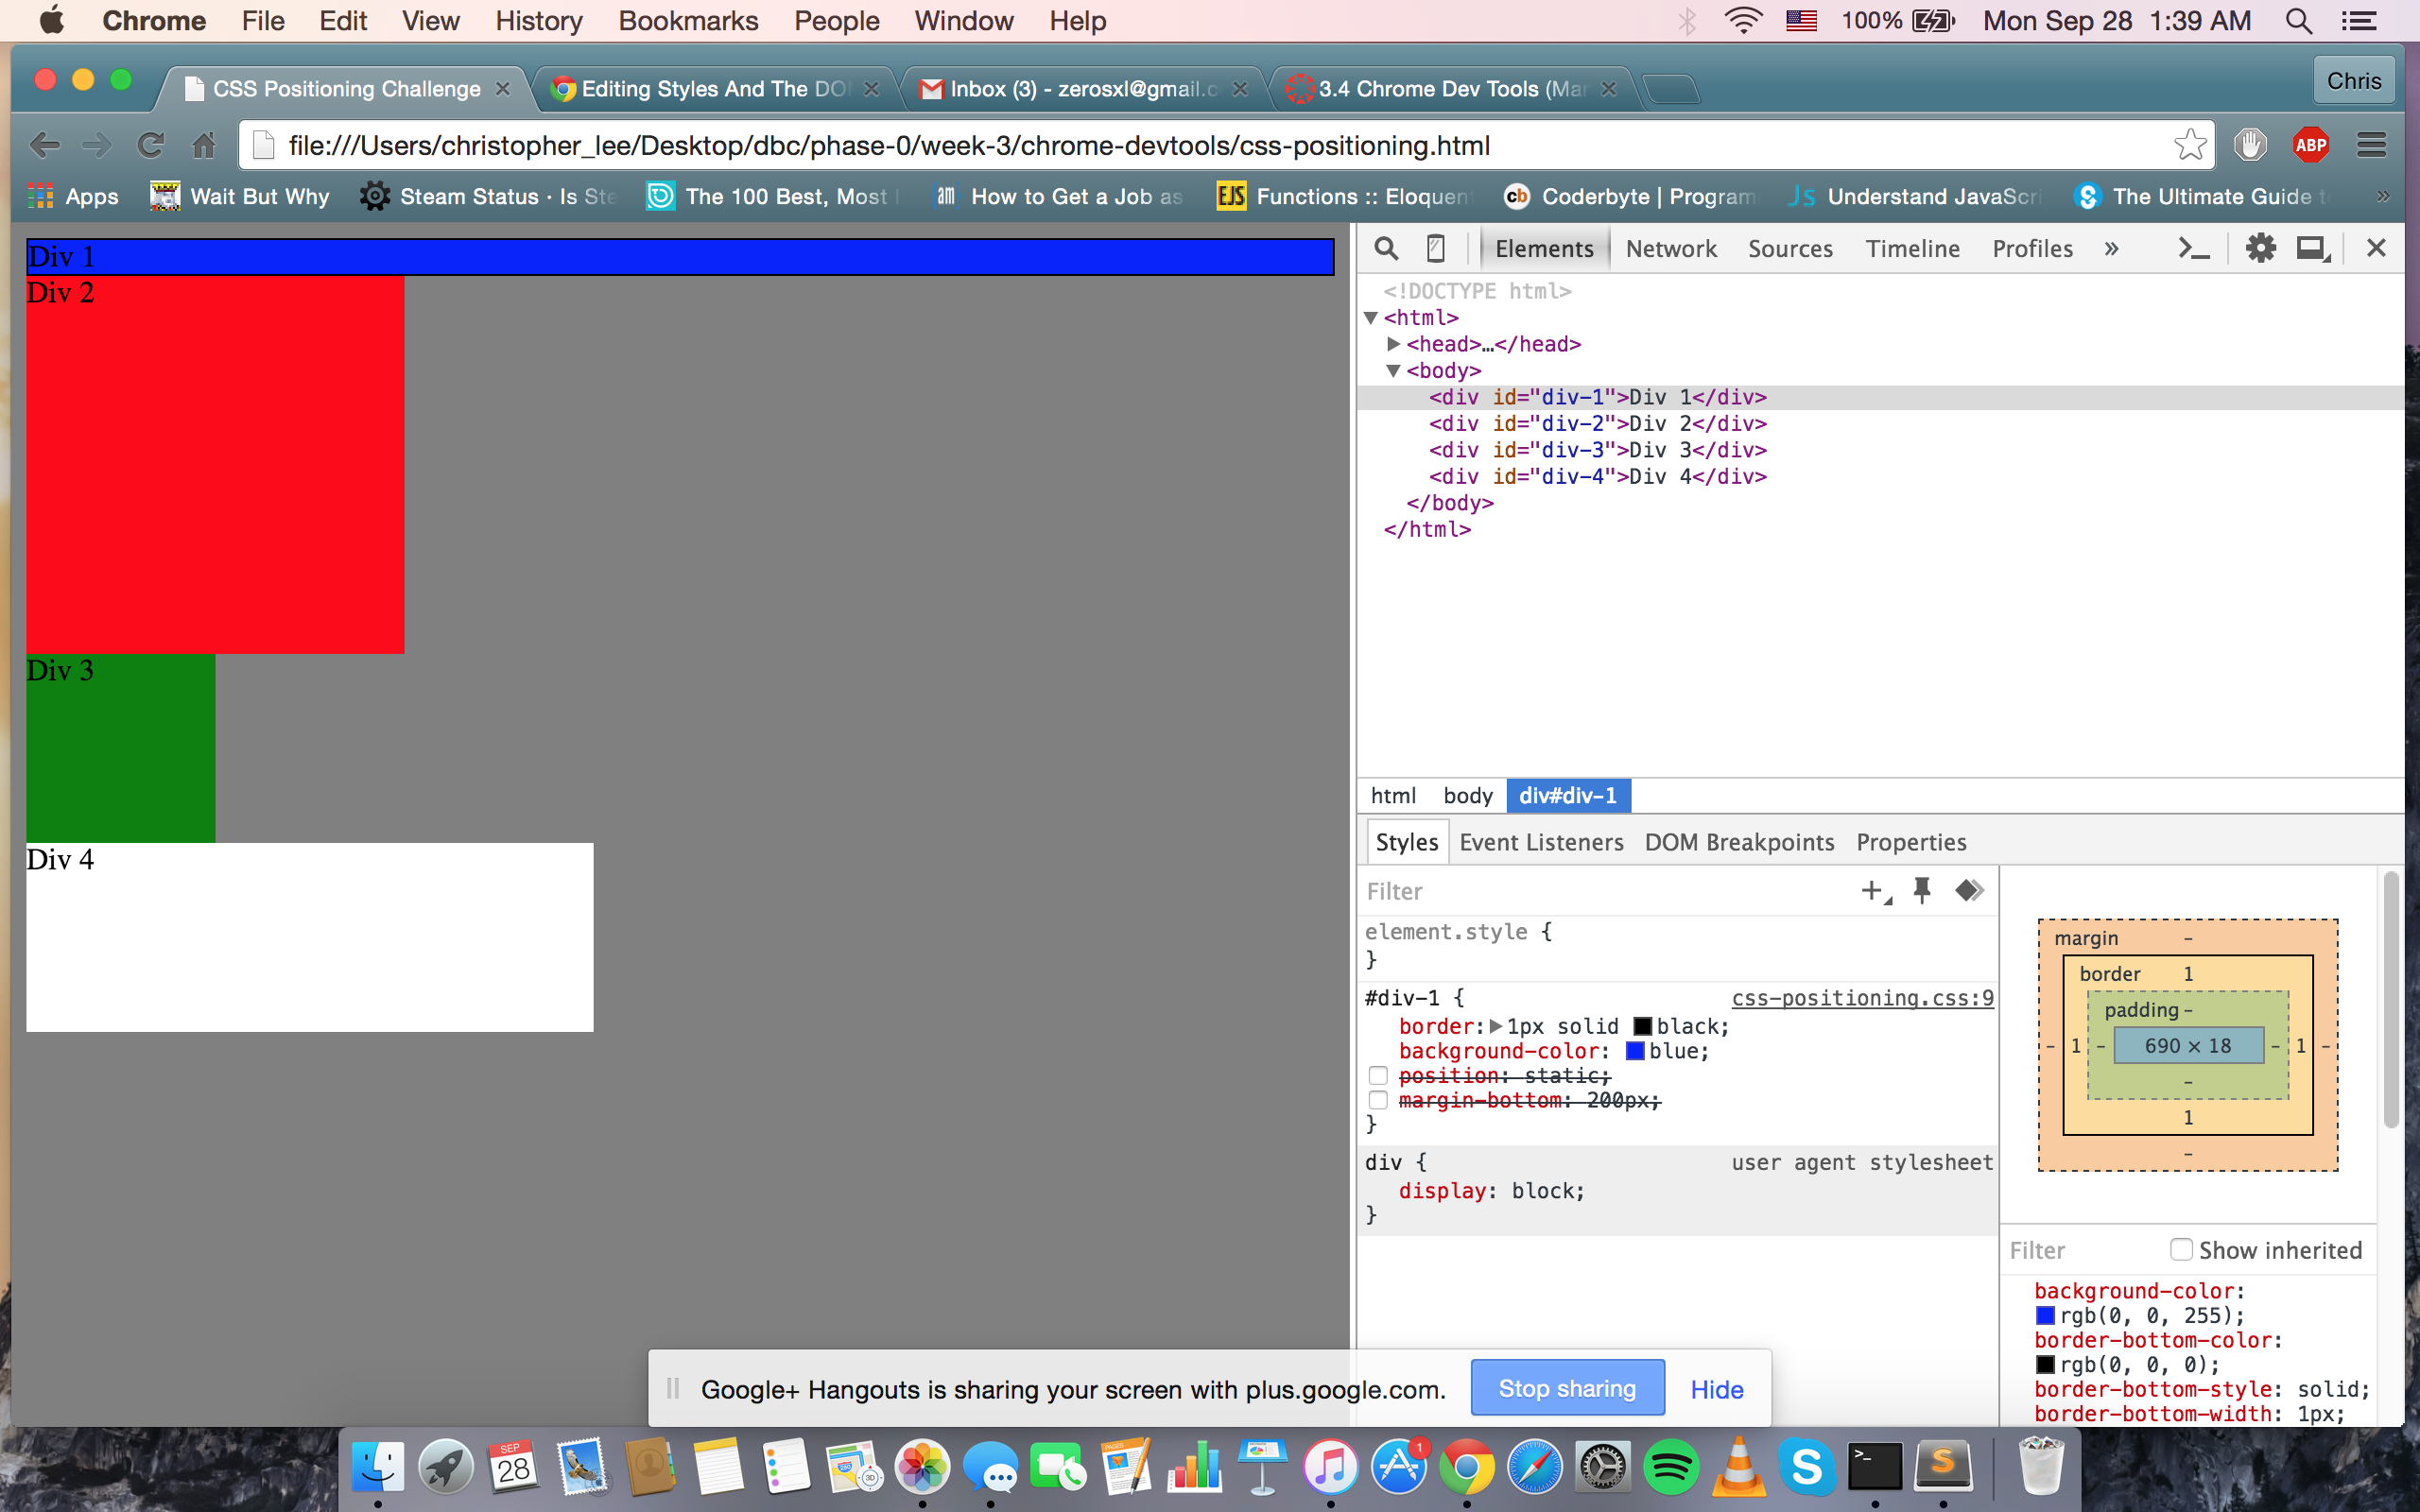 Chrome File Edit View History Bookmarks People Window Help 100% Mon Sep 28 1:39 AM
CSS Positioning Challenge Editing Styles And The DO Inbox (3) - zerosxl@gmail.c 3.4 Chrome Dev Tools (Mar Chris
file:///Users/christopher_lee/Desktop/dbc/phase-0/week-3/chrome-devtools/css-positioning.html ABP
Apps Wait But Why Steam Status · Is Ste The 100 Best, Most am How to Get a Job as EJS Functions :: Eloquent cb Coderbyte | Program JS Understand JavaScri The Ultimate Guide t »
Div 1
Div 2
Div 3
Div 4
Elements Network Sources Timeline Profiles »
<!DOCTYPE html>
<html>
<head>…</head>
<body>
<div id="div-1">Div 1</div>
<div id="div-2">Div 2</div>
<div id="div-3">Div 3</div>
<div id="div-4">Div 4</div>
</body>
</html>
html body div#div-1
Styles Event Listeners DOM Breakpoints Properties
Filter
element.style {
}
#div-1 { css-positioning.css:9
border: 1px solid black;
background-color: blue;
position: static;
margin-bottom: 200px;
}
div { user agent stylesheet
display: block;
}
margin -
border 1
padding -
- 1 - 690 × 18 - 1 -
-
1
-
Filter Show inherited
background-color:
rgb(0, 0, 255);
border-bottom-color:
rgb(0, 0, 0);
border-bottom-style: solid;
border-bottom-width: 1px;
Google+ Hangouts is sharing your screen with plus.google.com. Stop sharing Hide
SEP
28
PAGES
280
3D
1
S
>_
S